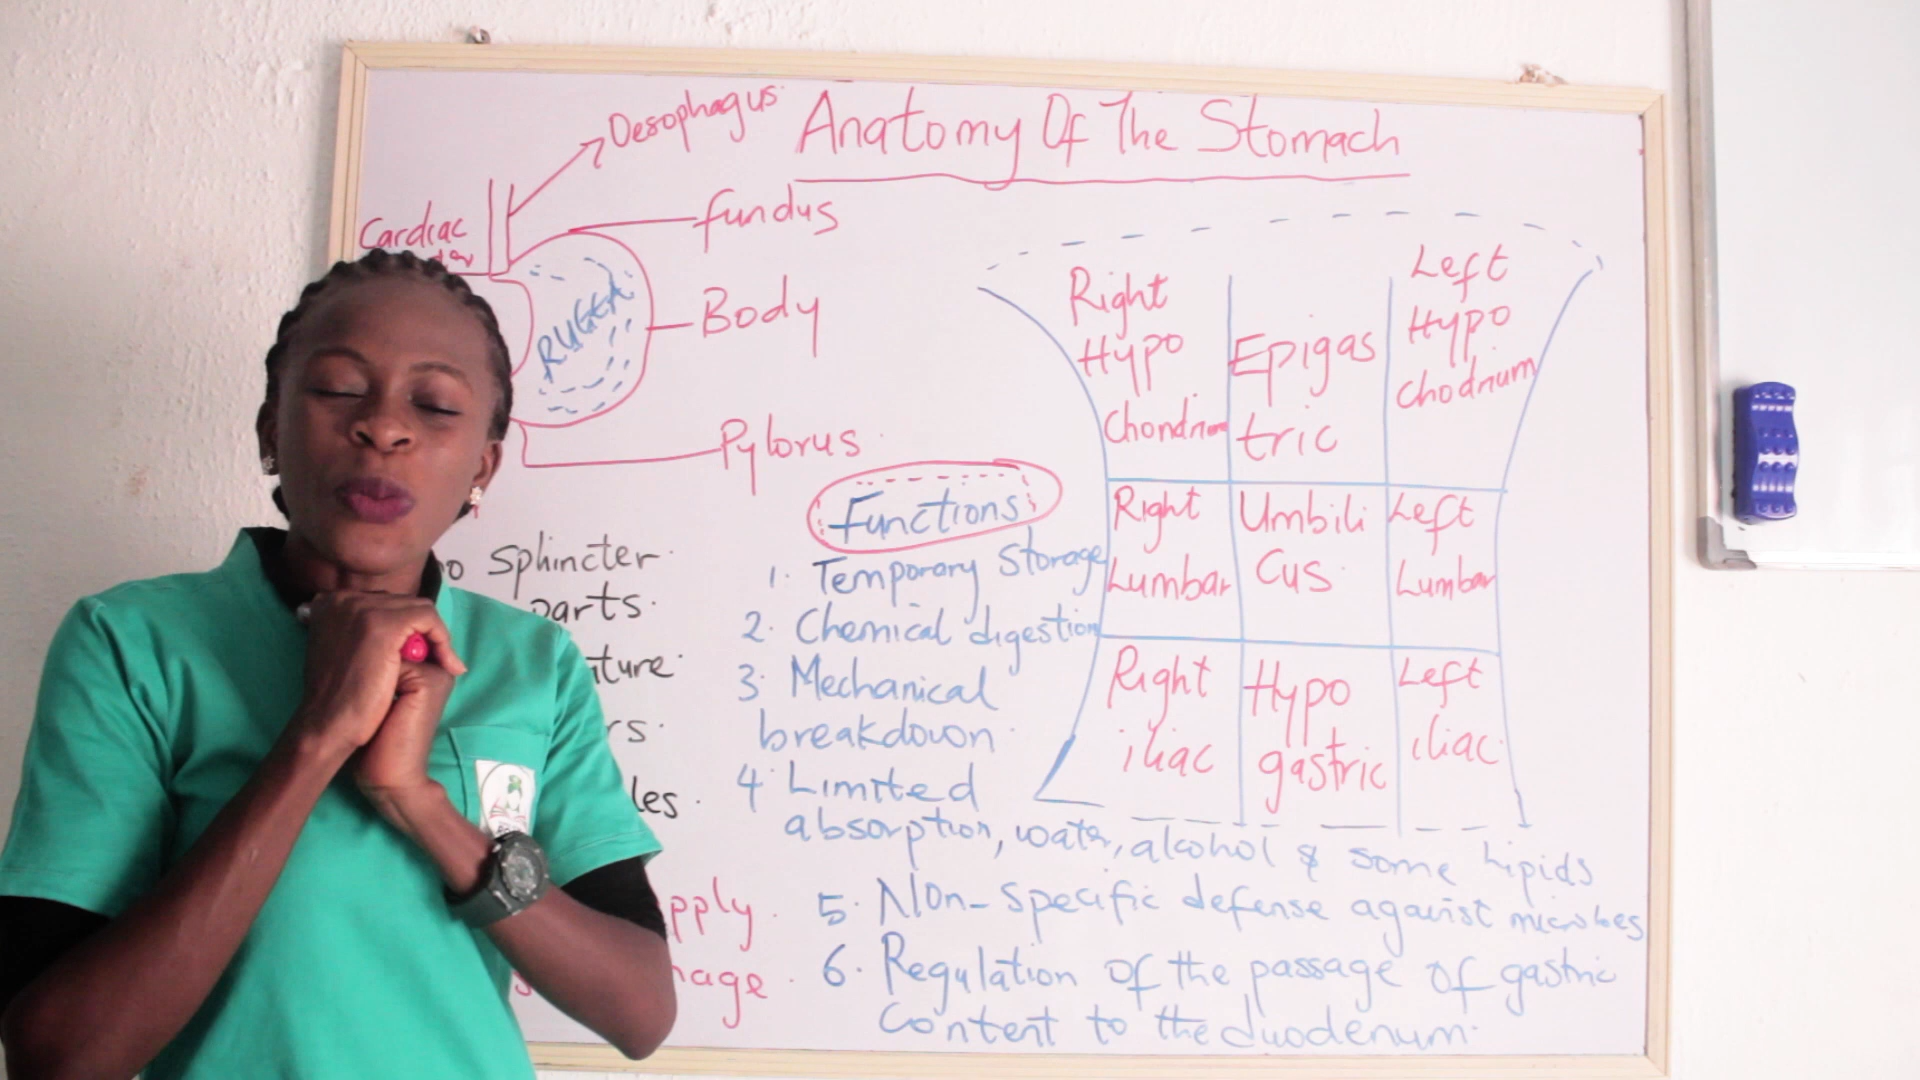 Anatomy Of The Stomach
Oesophagus
Cardiac
fundus
RUGEA
Body
Pylorus
Sphincter
parts.
Functions
1. Temporary Storage
2. Chemical digestion
3. Mechanical
breakdown.
4. Limited
absorption, water, alcohol & some Lipids
5. Non-specific defense against microbes
6. Regulation of the passage of gastric
Content to the duodenum.
Right
Hypo
Chondrium
Epigas
tric
Left
Hypo
chodrium
Right
Lumbar
Umbili
Cus.
Left
Lumbar
Right
iliac
Hypo
gastric
Left
iliac.